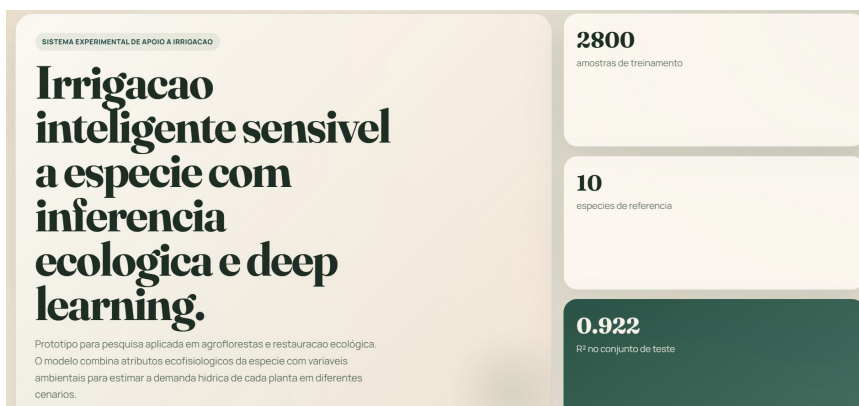 SISTEMA EXPERIMENTAL DE APOIO A IRRIGACAO
Irrigacao
inteligente sensivel
a especie com
inferencia
ecologica e deep
learning.
Prototipo para pesquisa aplicada em agroflorestas e restauracao ecológica.
O modelo combina atributos ecofisiologicos da especie com variaveis
ambientais para estimar a demanda hidrica de cada planta em diferentes
cenarios.
2800
amostras de treinamento
10
especies de referencia
0.922
R² no conjunto de teste